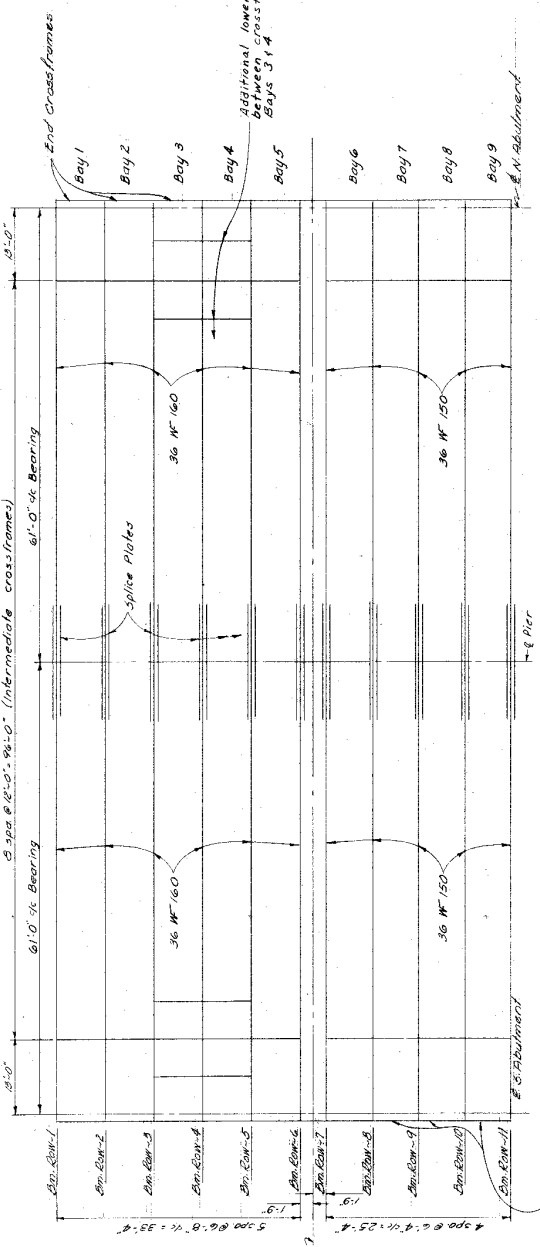 End Crossframes
Additional lower
between crossf
Bays 3 & 4
Bay 1
Bay 2
Bay 3
Bay 4
Bay 5
Bay 6
Bay 7
Bay 8
Bay 9
℄ N. Abutment
13'-0"
8 spa. @ 12'-0" = 96'-0" (Intermediate crossframes)
13'-0"
61'-0" c/c Bearing
61'-0" c/c Bearing
36 WF 160
36 WF 150
Splice Plates
℄ Pier
36 WF 160
36 WF 150
℄ S. Abutment
Bm. Row-1
Bm. Row-2
Bm. Row-3
Bm. Row-4
Bm. Row-5
Bm. Row-6
Bm. Row-7
Bm. Row-8
Bm. Row-9
Bm. Row-10
Bm. Row-11
5 spa @ 6'-8" c/c = 33'-4"
1'-9"
1'-9"
4 spa @ 6'-4" c/c = 25'-4"